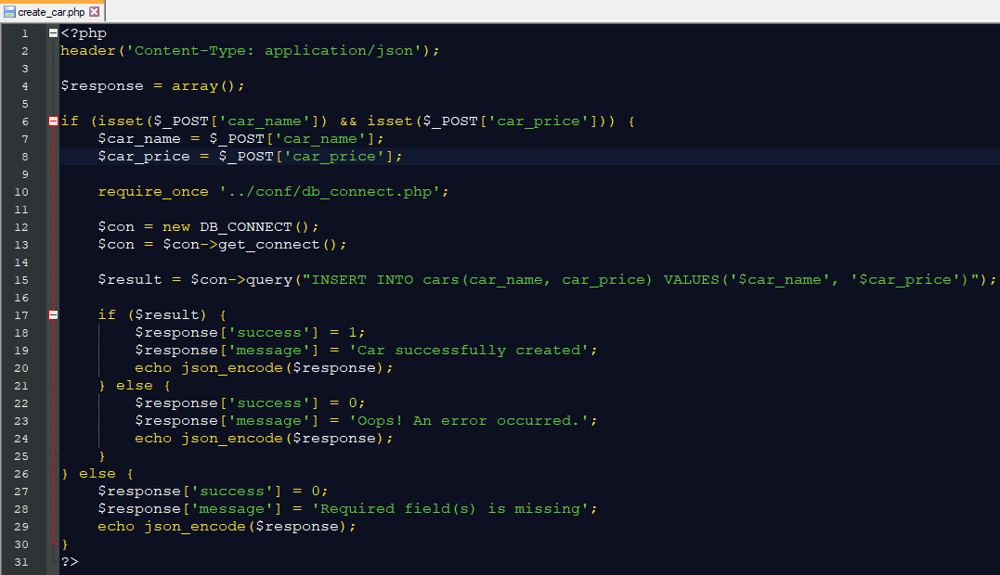 create_car.php
1 <?php
2 header('Content-Type: application/json');
3
4 $response = array();
5
6 if (isset($_POST['car_name']) && isset($_POST['car_price'])) {
7 $car_name = $_POST['car_name'];
8 $car_price = $_POST['car_price'];
9
10 require_once '../conf/db_connect.php';
11
12 $con = new DB_CONNECT();
13 $con = $con->get_connect();
14
15 $result = $con->query("INSERT INTO cars(car_name, car_price) VALUES('$car_name', '$car_price')");
16
17 if ($result) {
18 $response['success'] = 1;
19 $response['message'] = 'Car successfully created';
20 echo json_encode($response);
21 } else {
22 $response['success'] = 0;
23 $response['message'] = 'Oops! An error occurred.';
24 echo json_encode($response);
25 }
26 } else {
27 $response['success'] = 0;
28 $response['message'] = 'Required field(s) is missing';
29 echo json_encode($response);
30 }
31 ?>